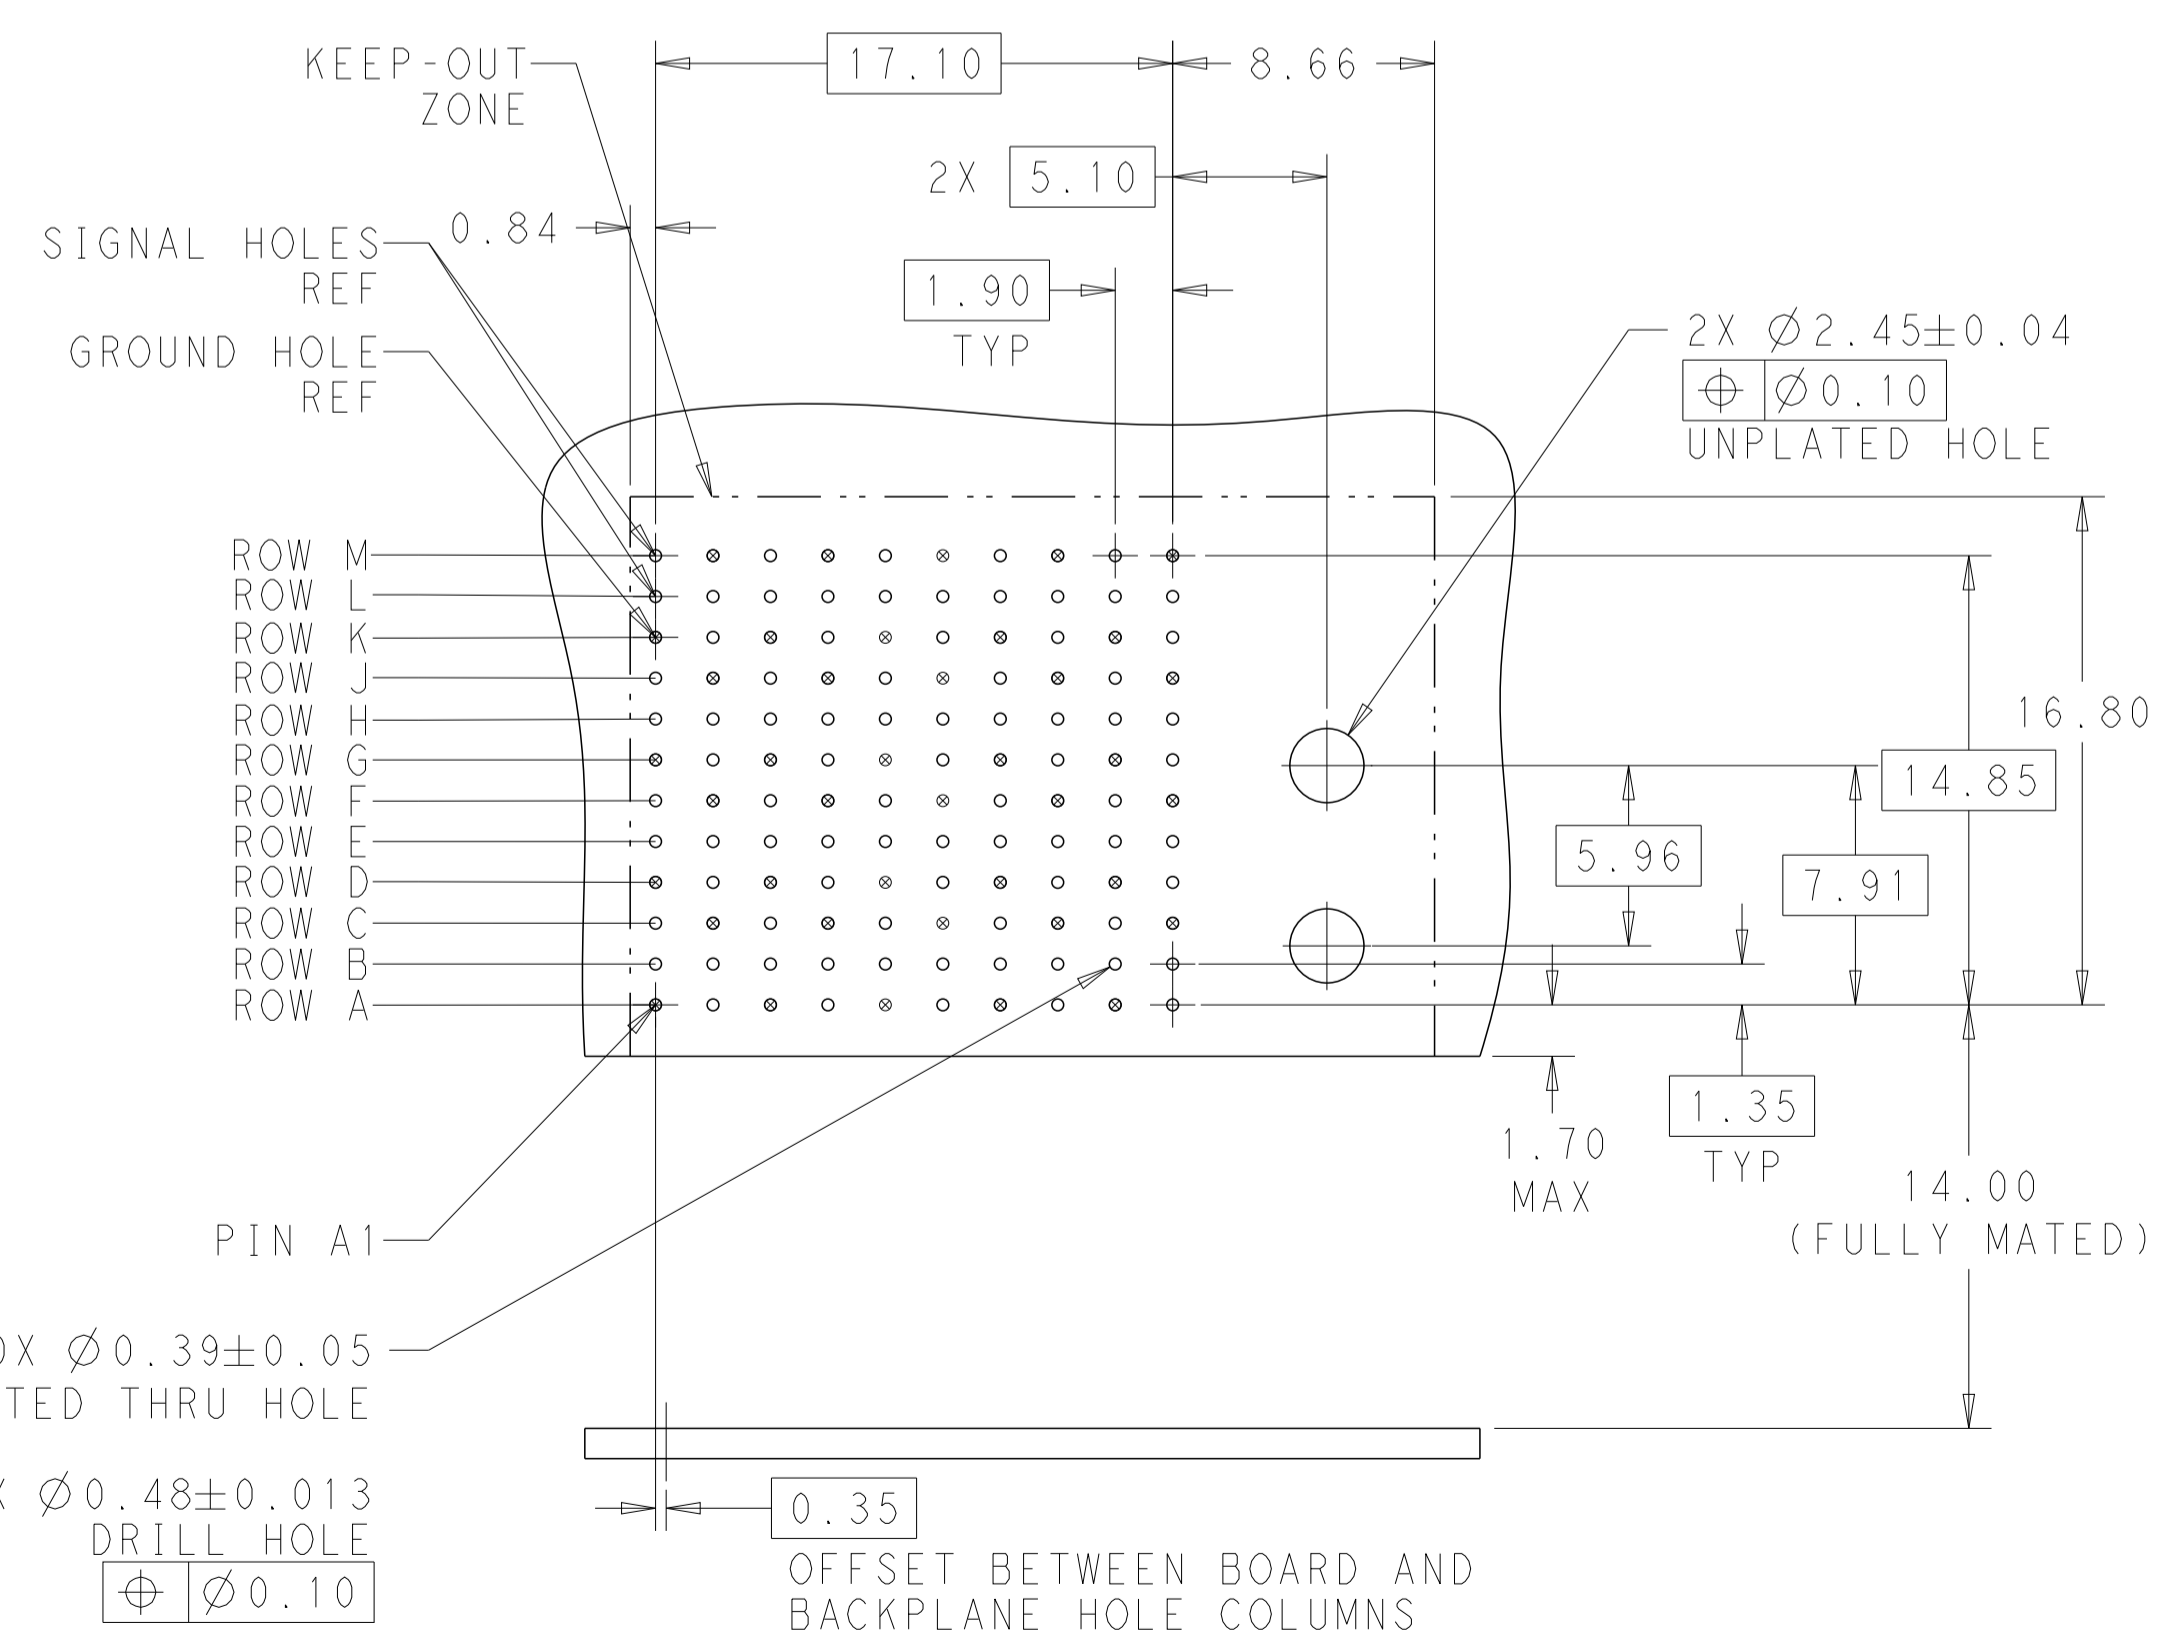 KEEP-OUT
ZONE
17.10
8.66
2X 5.10
0.84
SIGNAL HOLES
REF
1.90
TYP
GROUND HOLE
REF
2X Ø2.45±0.04
⌖ Ø0.10
UNPLATED HOLE
ROW M
ROW L
ROW K
ROW J
ROW H
ROW G
ROW F
ROW E
ROW D
ROW C
ROW B
ROW A
16.80
14.85
5.96
7.91
1.35
TYP
1.70
MAX
14.00
(FULLY MATED)
PIN A1
0X Ø0.39±0.05
TED THRU HOLE
X Ø0.48±0.013
DRILL HOLE
⌖ Ø0.10
0.35
OFFSET BETWEEN BOARD AND
BACKPLANE HOLE COLUMNS